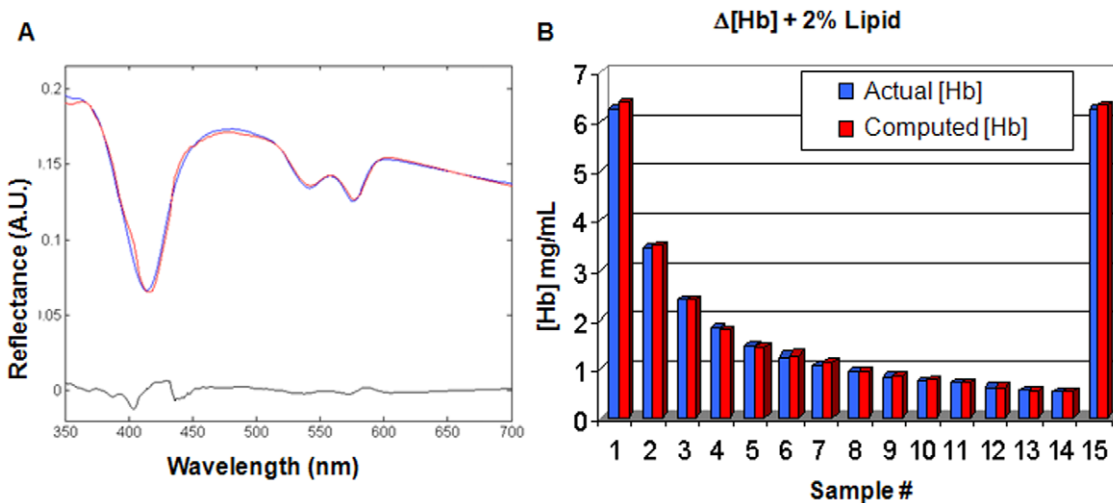 A
Reflectance (A.U.)
0.2
0.15
0.1
0.05
0
350
400
450
500
550
600
650
700
Wavelength (nm)
B
Δ[Hb] + 2% Lipid
Actual [Hb]
Computed [Hb]
[Hb] mg/mL
7
6
5
4
3
2
1
0
1 2 3 4 5 6 7 8 9 10 11 12 13 14 15
Sample #